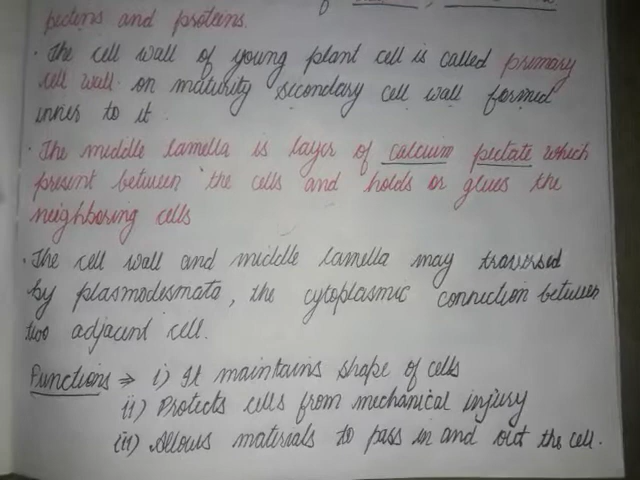 of
pectins and proteins.
· The cell wall of young plant cell is called primary
cell wall. on maturity secondary cell wall formed
inner to it.
· The middle lamella is layer of calcium pectate which
present between the cells and holds or glues the
neighboring cells
· The cell wall and middle lamella may traversed
by plasmodesmata, the cytoplasmic connection between
two adjacent cell.
Functions ⇒ i) It maintains shape of cells
ii) Protects cells from mechanical injury
iii) Allows materials to pass in and out the cell.